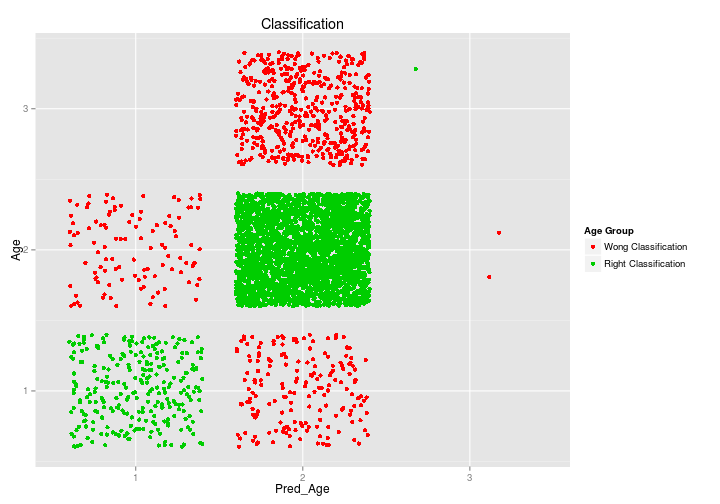 Classification
3
2
1
Age
1
2
3
Pred_Age
Age Group
Wong Classification
Right Classification